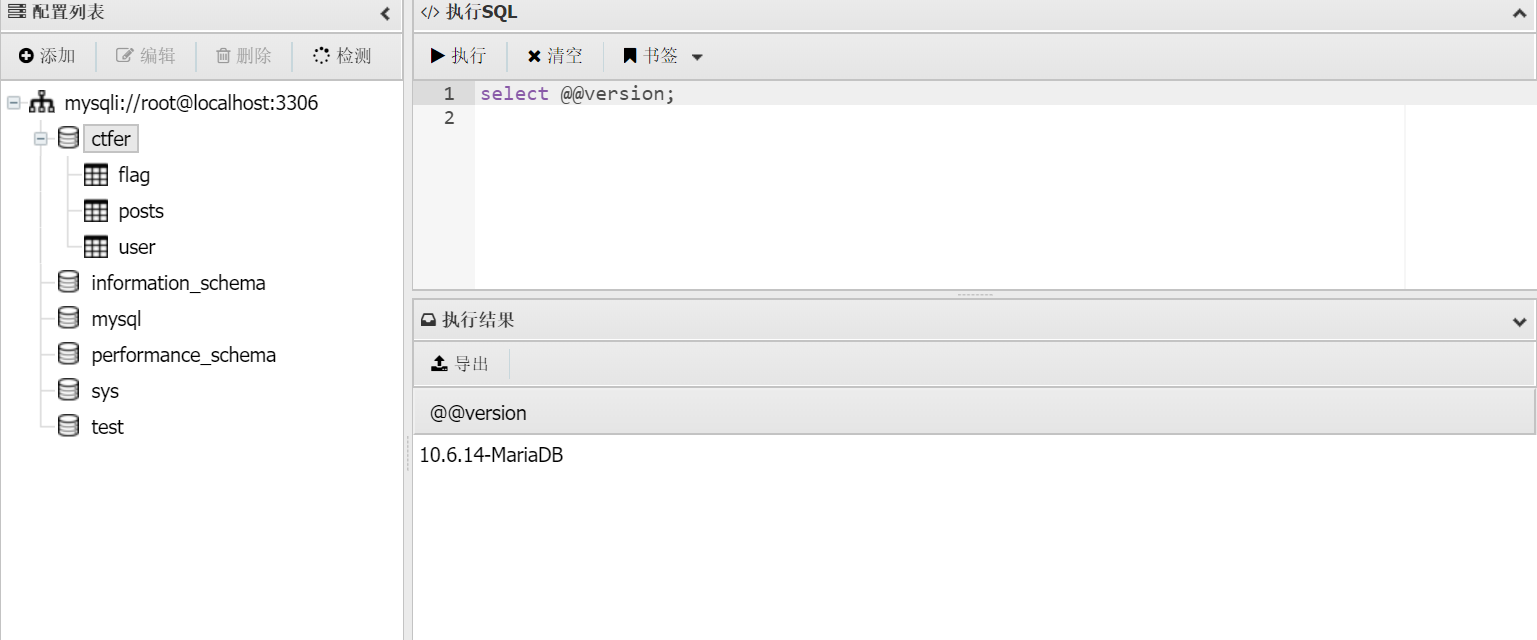 配置列表
添加 编辑 删除 检测
mysqli://root@localhost:3306
ctfer
flag
posts
user
information_schema
mysql
performance_schema
sys
test
</> 执行SQL
执行 清空 书签
1 select @@version;
2
执行结果
导出
@@version
10.6.14-MariaDB